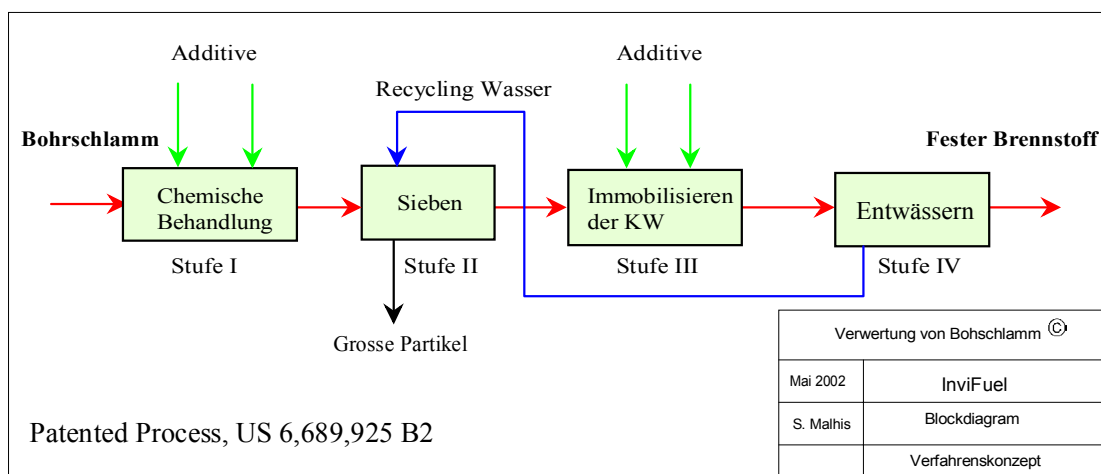 Additive
Additive
Recycling Wasser
Bohrschlamm
Fester Brennstoff
Chemische
Behandlung
Sieben
Immobilisieren
der KW
Entwässern
Stufe I
Stufe II
Stufe III
Stufe IV
Grosse Partikel
Verwertung von Bohschlamm ©
Mai 2002
InviFuel
S. Malhis
Blockdiagram
Verfahrenskonzept
Patented Process, US 6,689,925 B2